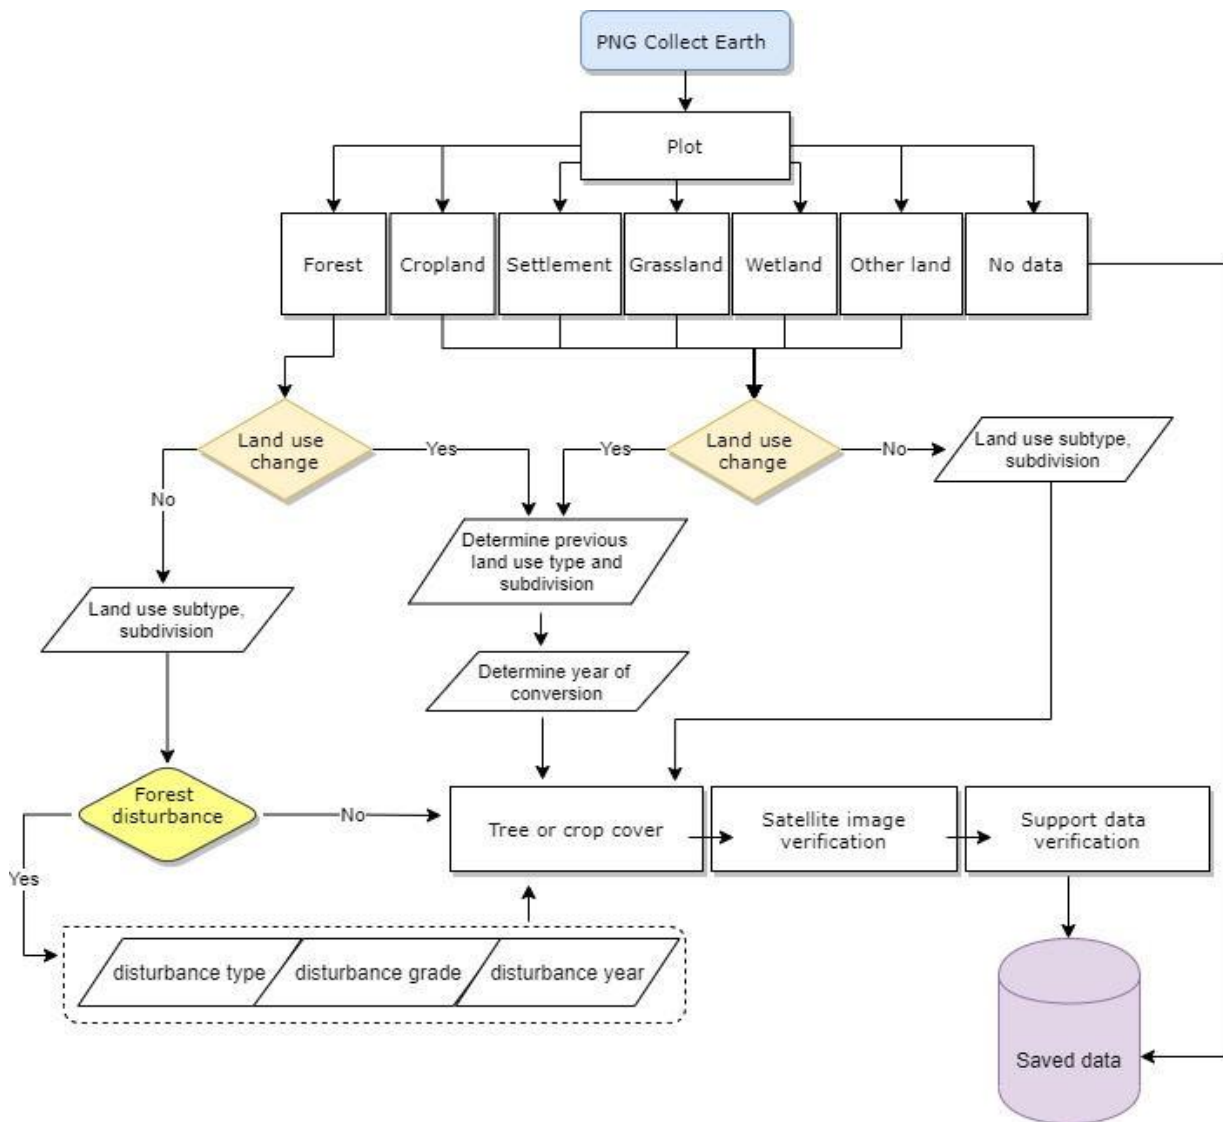 PNG Collect Earth
Plot
Forest
Cropland
Settlement
Grassland
Wetland
Other land
No data
Land use
change
Yes
No
Land use
change
Yes
No
Land use subtype,
subdivision
Determine previous
land use type and
subdivision
Land use subtype,
subdivision
Determine year of
conversion
Forest
disturbance
No
Yes
Tree or crop cover
Satellite image
verification
Support data
verification
disturbance type
disturbance grade
disturbance year
Saved data